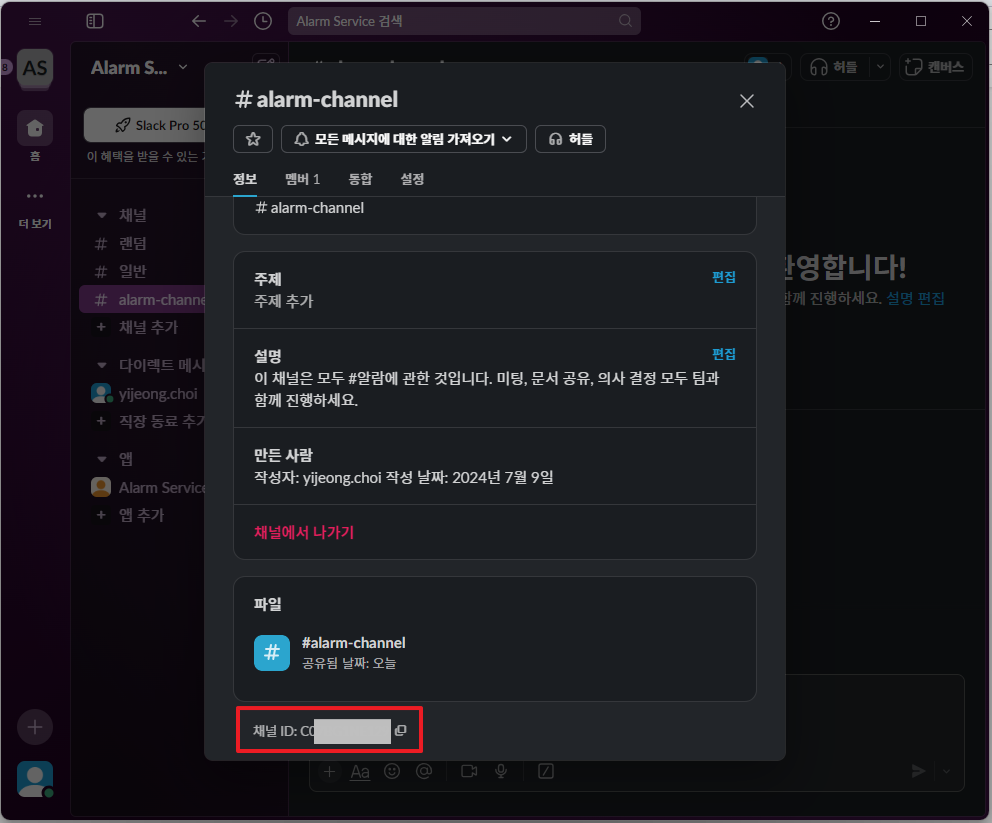 Alarm Service 검색
8
AS
Alarm S...
허들
캔버스
Slack Pro 50
이 혜택을 받을 수 있는
홈
더 보기
채널
# 랜덤
# 일반
# alarm-channe
+ 채널 추가
다이렉트 메시
yijeong.choi
+ 직장 동료 추가
앱
Alarm Service
+ 앱 추가
# alarm-channel
모든 메시지에 대한 알림 가져오기
허들
정보 멤버 1 통합 설정
# alarm-channel
주제
편집
주제 추가
설명
편집
이 채널은 모두 #알람에 관한 것입니다. 미팅, 문서 공유, 의사 결정 모두 팀과
함께 진행하세요.
만든 사람
작성자: yijeong.choi 작성 날짜: 2024년 7월 9일
채널에서 나가기
파일
#alarm-channel
공유됨 날짜: 오늘
채널 ID: C0
환영합니다!
함께 진행하세요. 설명 편집
Aa